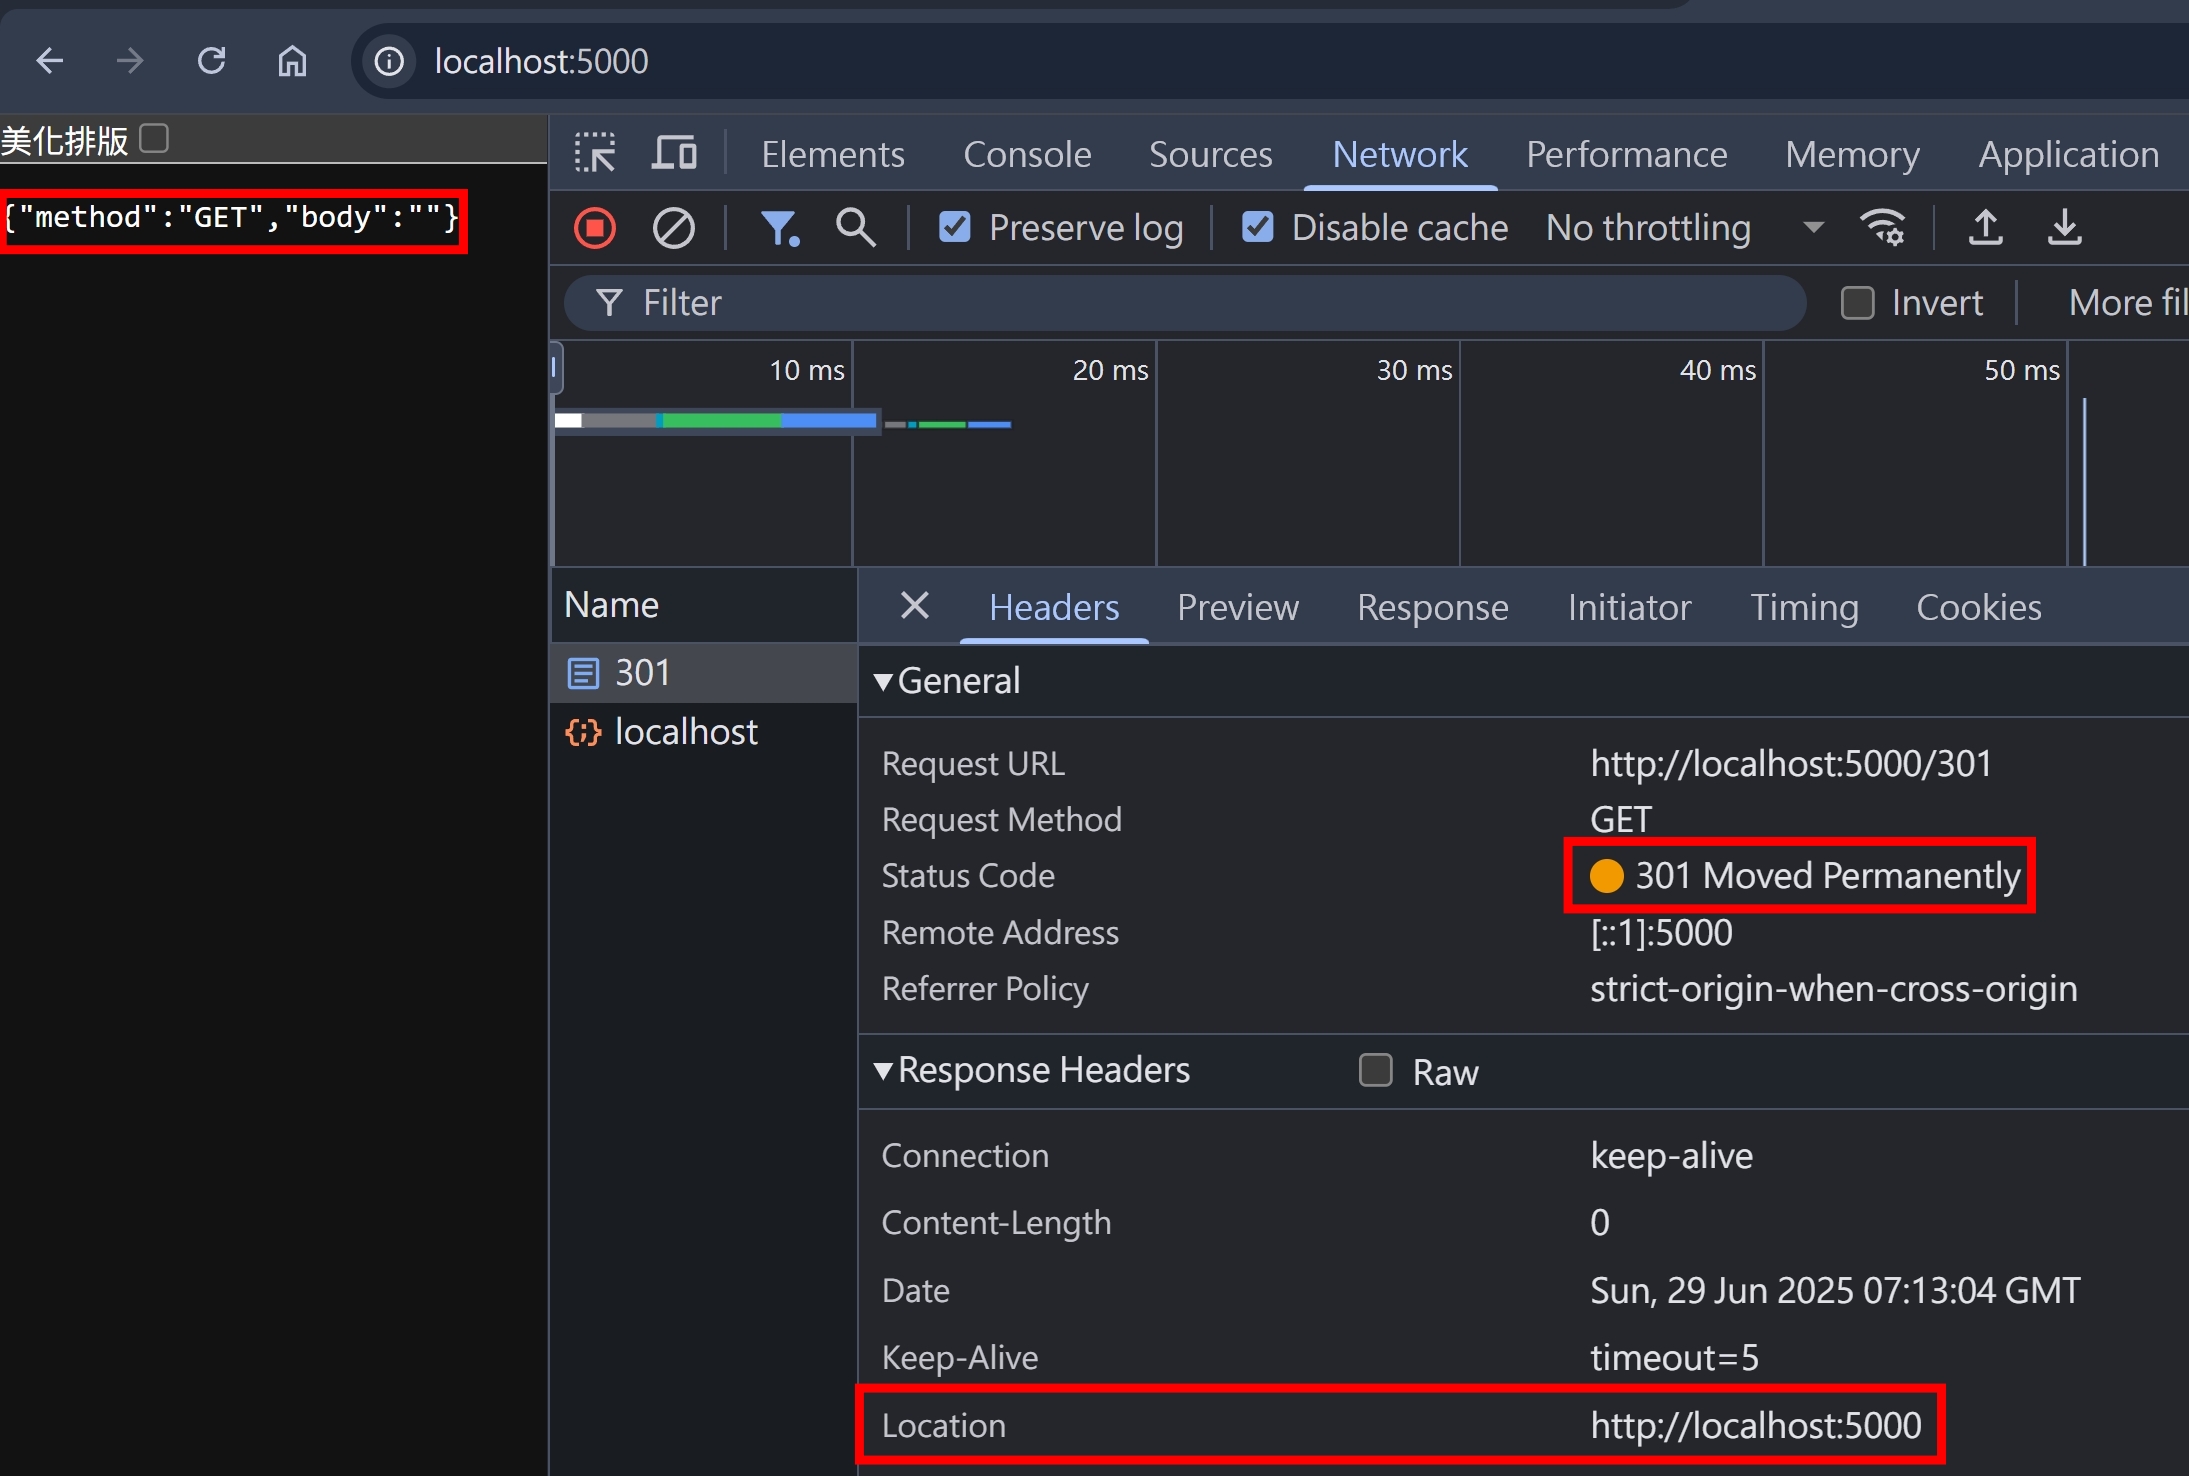 localhost:5000
美化排版
{"method":"GET","body":""}
Elements Console Sources Network Performance Memory Application
Preserve log Disable cache No throttling
Filter Invert More fil
10 ms 20 ms 30 ms 40 ms 50 ms
Name
301
localhost
Headers Preview Response Initiator Timing Cookies
General
Request URL http://localhost:5000/301
Request Method GET
Status Code 301 Moved Permanently
Remote Address [::1]:5000
Referrer Policy strict-origin-when-cross-origin
Response Headers Raw
Connection keep-alive
Content-Length 0
Date Sun, 29 Jun 2025 07:13:04 GMT
Keep-Alive timeout=5
Location http://localhost:5000